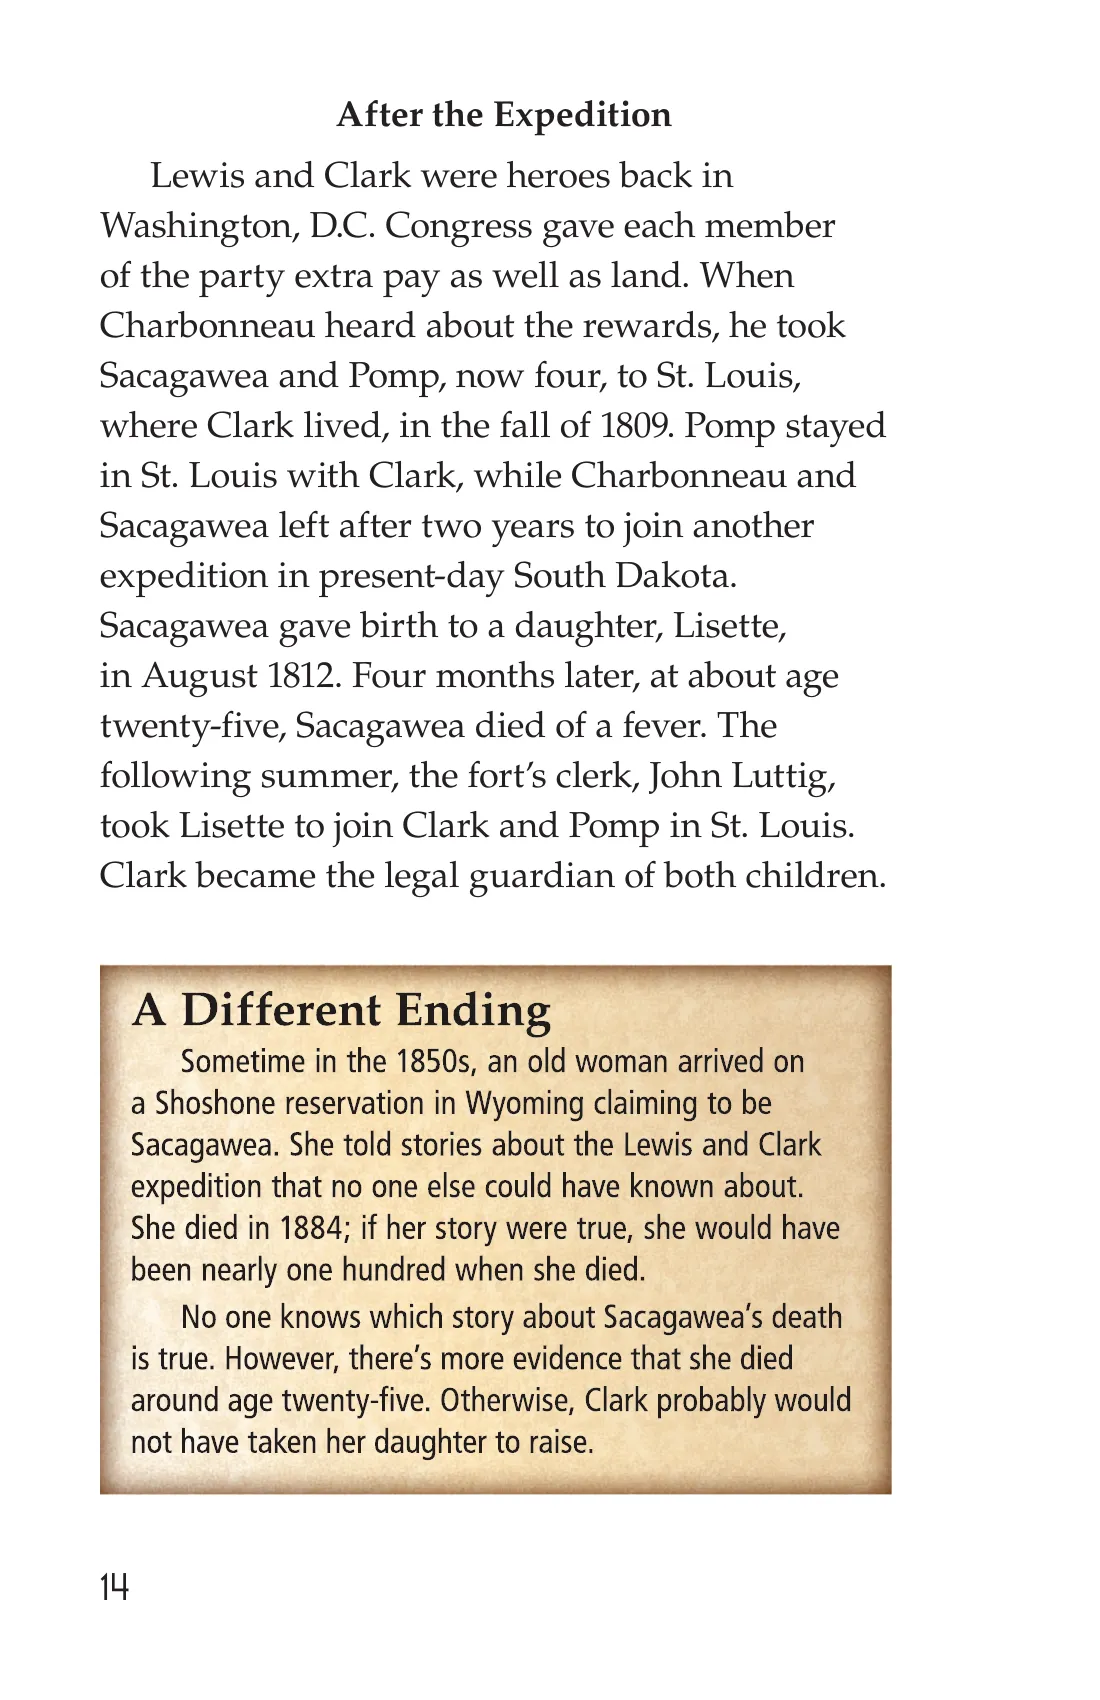 After the Expedition
Lewis and Clark were heroes back in
Washington, D.C. Congress gave each member
of the party extra pay as well as land. When
Charbonneau heard about the rewards, he took
Sacagawea and Pomp, now four, to St. Louis,
where Clark lived, in the fall of 1809. Pomp stayed
in St. Louis with Clark, while Charbonneau and
Sacagawea left after two years to join another
expedition in present-day South Dakota.
Sacagawea gave birth to a daughter, Lisette,
in August 1812. Four months later, at about age
twenty-five, Sacagawea died of a fever. The
following summer, the fort’s clerk, John Luttig,
took Lisette to join Clark and Pomp in St. Louis.
Clark became the legal guardian of both children.
A Different Ending
Sometime in the 1850s, an old woman arrived on
a Shoshone reservation in Wyoming claiming to be
Sacagawea. She told stories about the Lewis and Clark
expedition that no one else could have known about.
She died in 1884; if her story were true, she would have
been nearly one hundred when she died.
No one knows which story about Sacagawea’s death
is true. However, there’s more evidence that she died
around age twenty-five. Otherwise, Clark probably would
not have taken her daughter to raise.
14